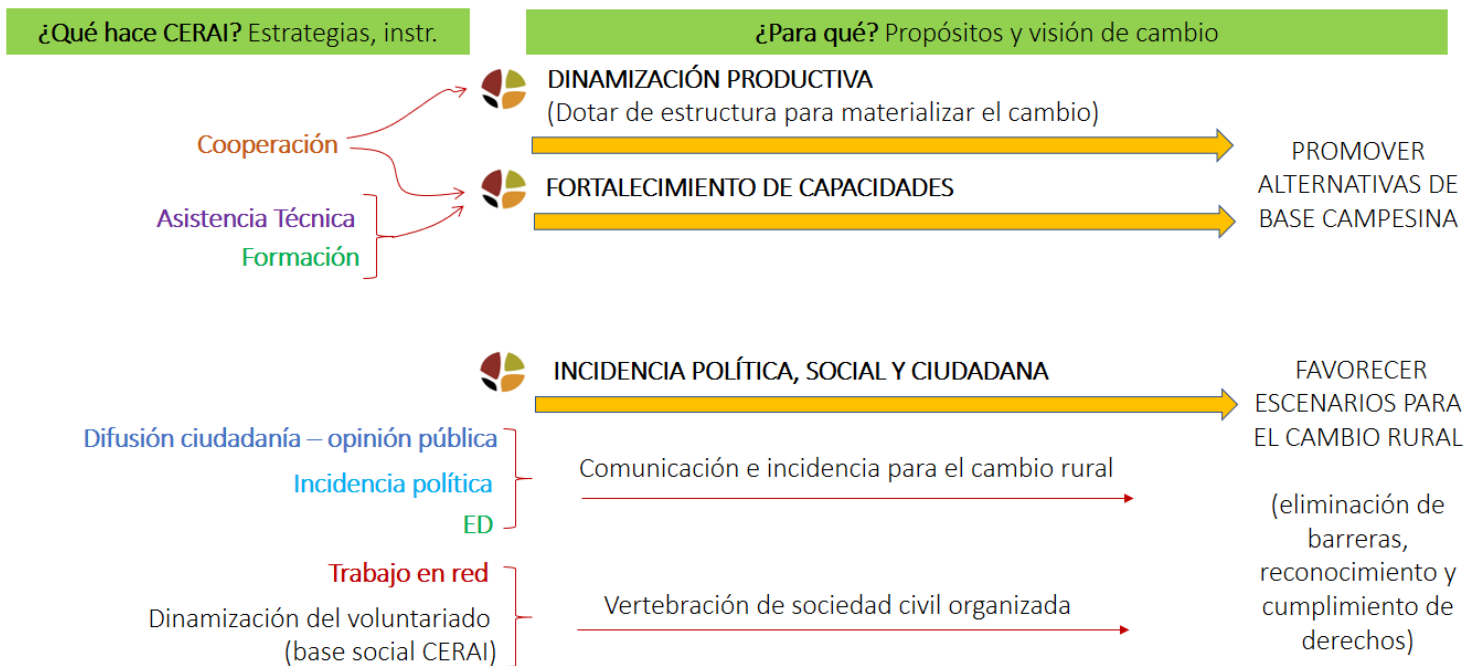 ¿Qué hace CERAI? Estrategias, instr.
¿Para qué? Propósitos y visión de cambio
DINAMIZACIÓN PRODUCTIVA
(Dotar de estructura para materializar el cambio)
Cooperación
FORTALECIMIENTO DE CAPACIDADES
Asistencia Técnica
Formación
PROMOVER
ALTERNATIVAS DE
BASE CAMPESINA
INCIDENCIA POLÍTICA, SOCIAL Y CIUDADANA
FAVORECER
ESCENARIOS PARA
EL CAMBIO RURAL
Difusión ciudadanía – opinión pública
Incidencia política
ED
Comunicación e incidencia para el cambio rural
(eliminación de
barreras,
reconocimiento y
cumplimiento de
derechos)
Trabajo en red
Dinamización del voluntariado
(base social CERAI)
Vertebración de sociedad civil organizada